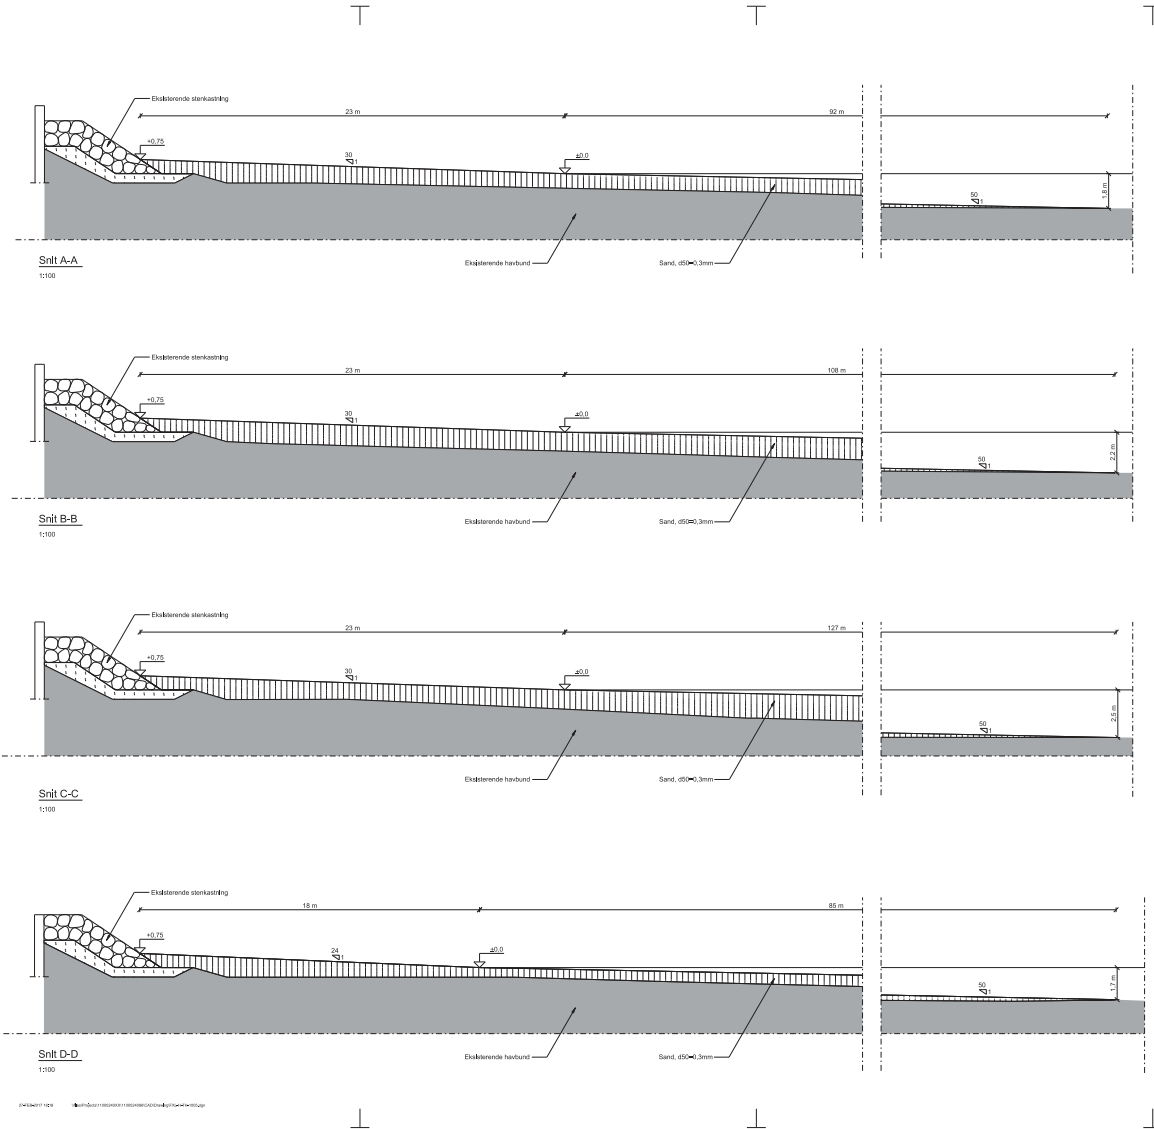 Eksisterende stenkastning
23 m
92 m
+0,75
30
1
±0,0
50
1
1,8 m
Eksisterende havbund
Sand, d50=0,3mm
Snit A-A
1:100
Eksisterende stenkastning
23 m
108 m
+0,75
30
1
±0,0
50
1
2,2 m
Eksisterende havbund
Sand, d50=0,3mm
Snit B-B
1:100
Eksisterende stenkastning
23 m
127 m
+0,75
30
1
±0,0
50
1
2,5 m
Eksisterende havbund
Sand, d50=0,3mm
Snit C-C
1:100
Eksisterende stenkastning
18 m
85 m
+0,75
24
1
±0,0
50
1
1,7 m
Eksisterende havbund
Sand, d50=0,3mm
Snit D-D
1:100